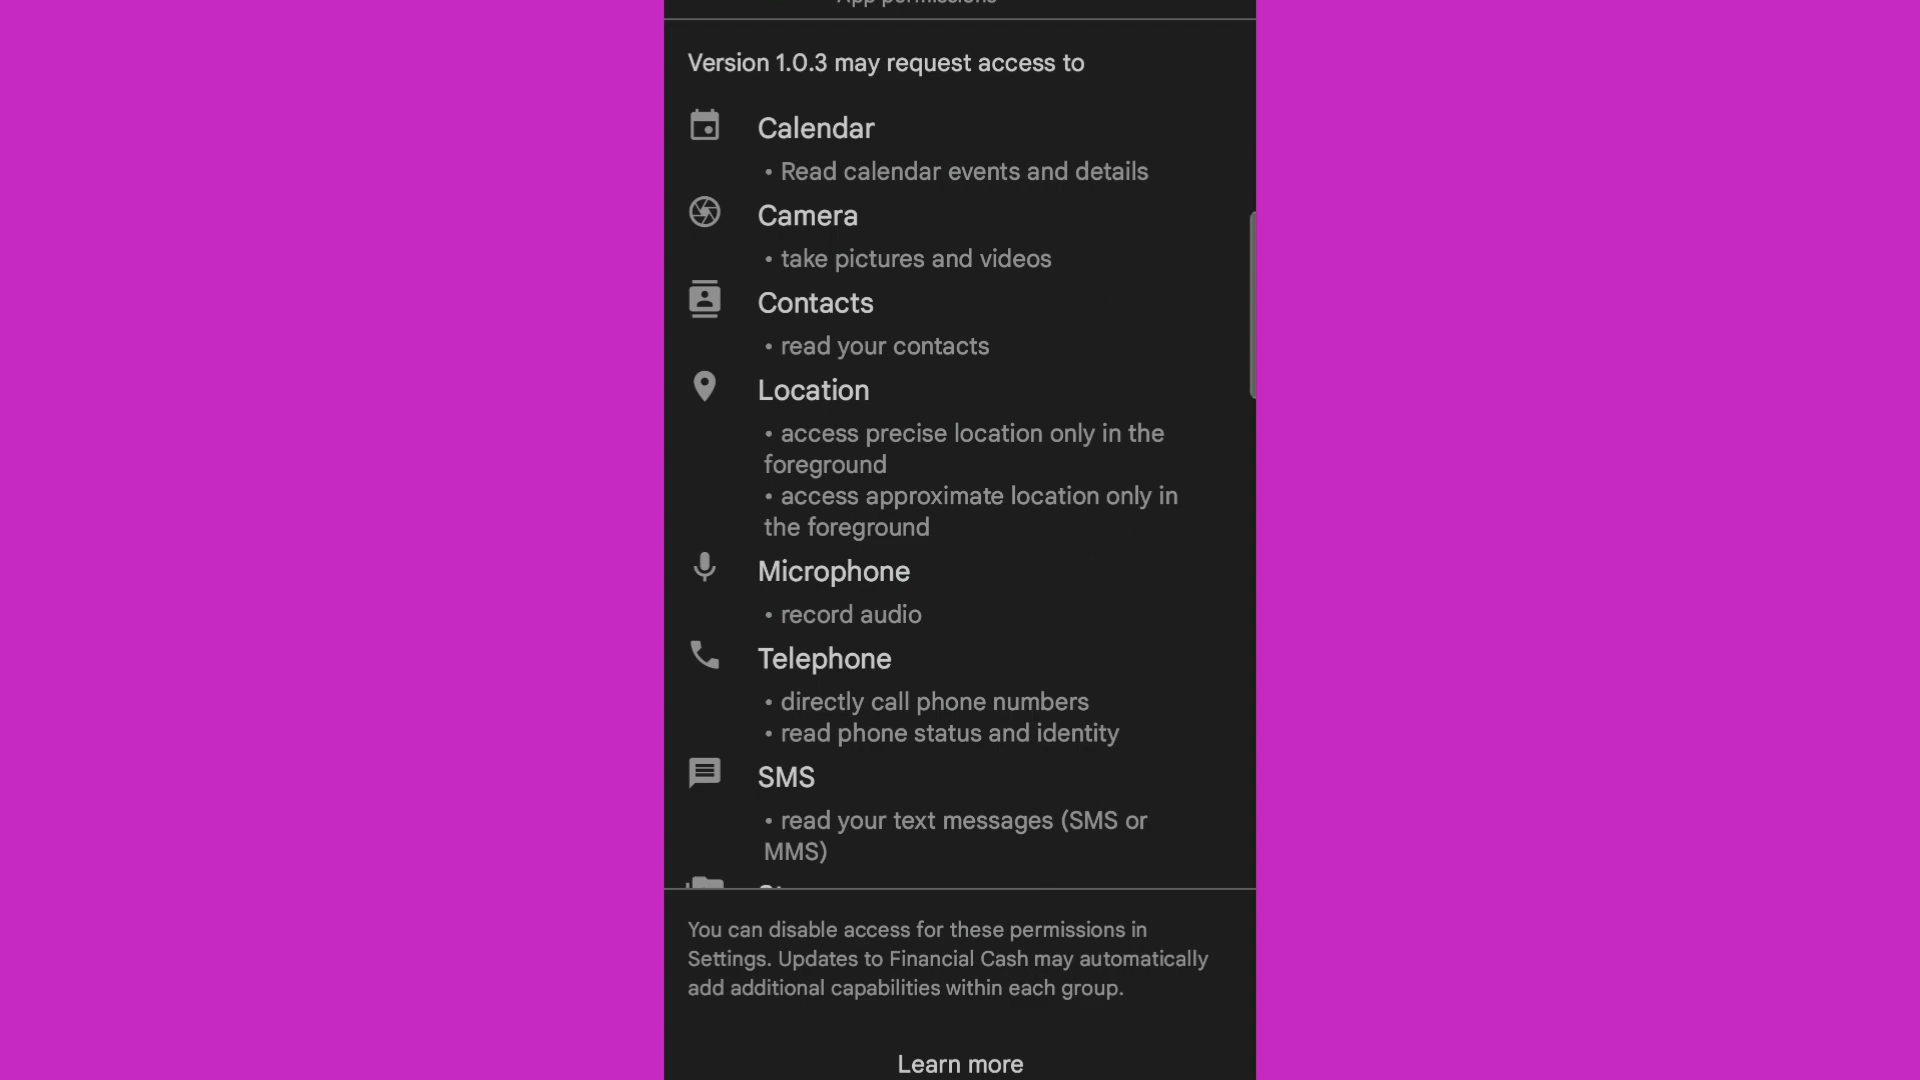 App permissions
Version 1.0.3 may request access to
Calendar
• Read calendar events and details
Camera
• take pictures and videos
Contacts
• read your contacts
Location
• access precise location only in the
foreground
• access approximate location only in
the foreground
Microphone
• record audio
Telephone
• directly call phone numbers
• read phone status and identity
SMS
• read your text messages (SMS or
MMS)
You can disable access for these permissions in
Settings. Updates to Financial Cash may automatically
add additional capabilities within each group.
Learn more